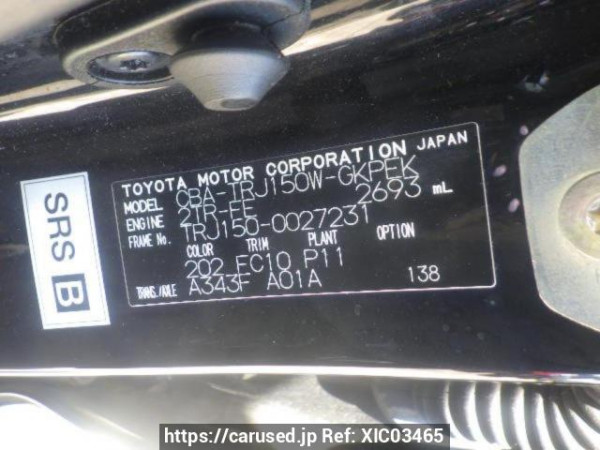 TOYOTA MOTOR CORPORATION JAPAN
MODEL CBA-TRJ150W-GKPEK
ENGINE 2TR-FE 2693 mL
FRAME No. TRJ150-0027231
COLOR TRIM PLANT OPTION
202 FC10 P11
TRANS./AXLE A343F A01A 138
SRS B
https://carused.jp Ref: XIC03465